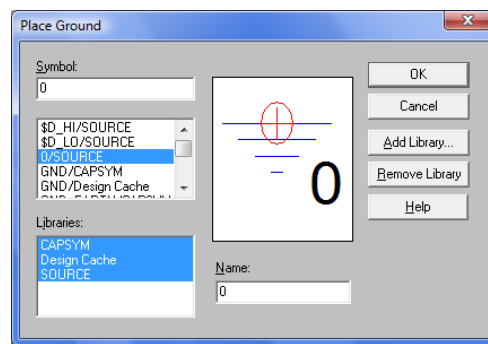 Place Ground
Symbol:
0
$D_HI/SOURCE
$D_LO/SOURCE
0/SOURCE
GND/CAPSYM
GND/Design Cache
Libraries:
CAPSYM
Design Cache
SOURCE
0
Name:
0
OK
Cancel
Add Library...
Remove Library
Help